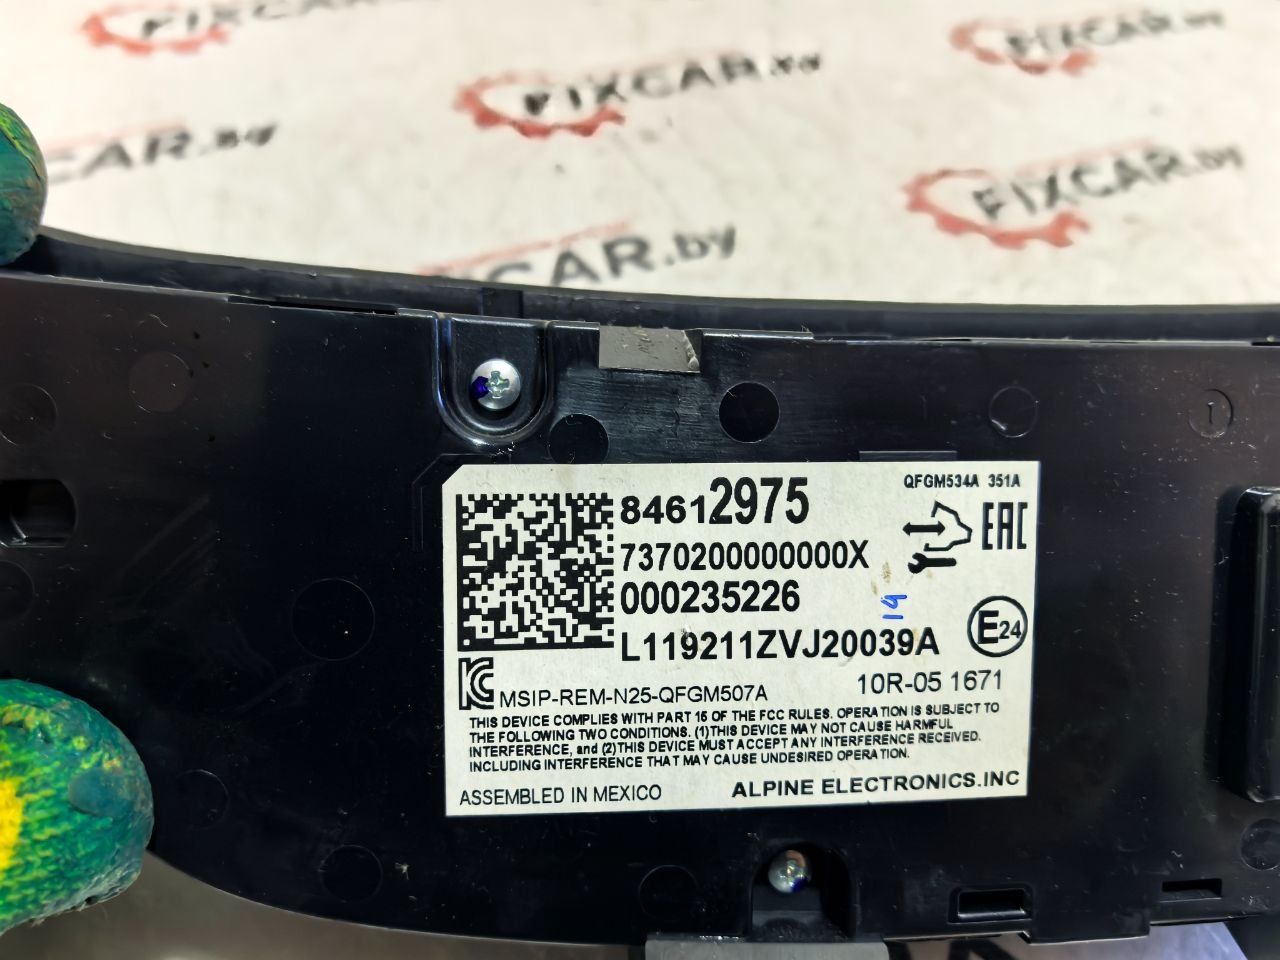 FIXCAR
FIXCAR.by
FIXCAR.by
CAR.by
FIXCAR.by
CAR.by
1
QFGM534A 351A
84612975
EAC
7370200000000X
000235226
19
E24
L119211ZVJ20039A
MSIP-REM-N25-QFGM507A
10R-05 1671
THIS DEVICE COMPLIES WITH PART 15 OF THE FCC RULES. OPERATION IS SUBJECT TO
THE FOLLOWING TWO CONDITIONS. (1)THIS DEVICE MAY NOT CAUSE HARMFUL
INTERFERENCE, and (2)THIS DEVICE MUST ACCEPT ANY INTERFERENCE RECEIVED.
INCLUDING INTERFERENCE THAT MAY CAUSE UNDESIRED OPERATION.
ASSEMBLED IN MEXICO
ALPINE ELECTRONICS.INC